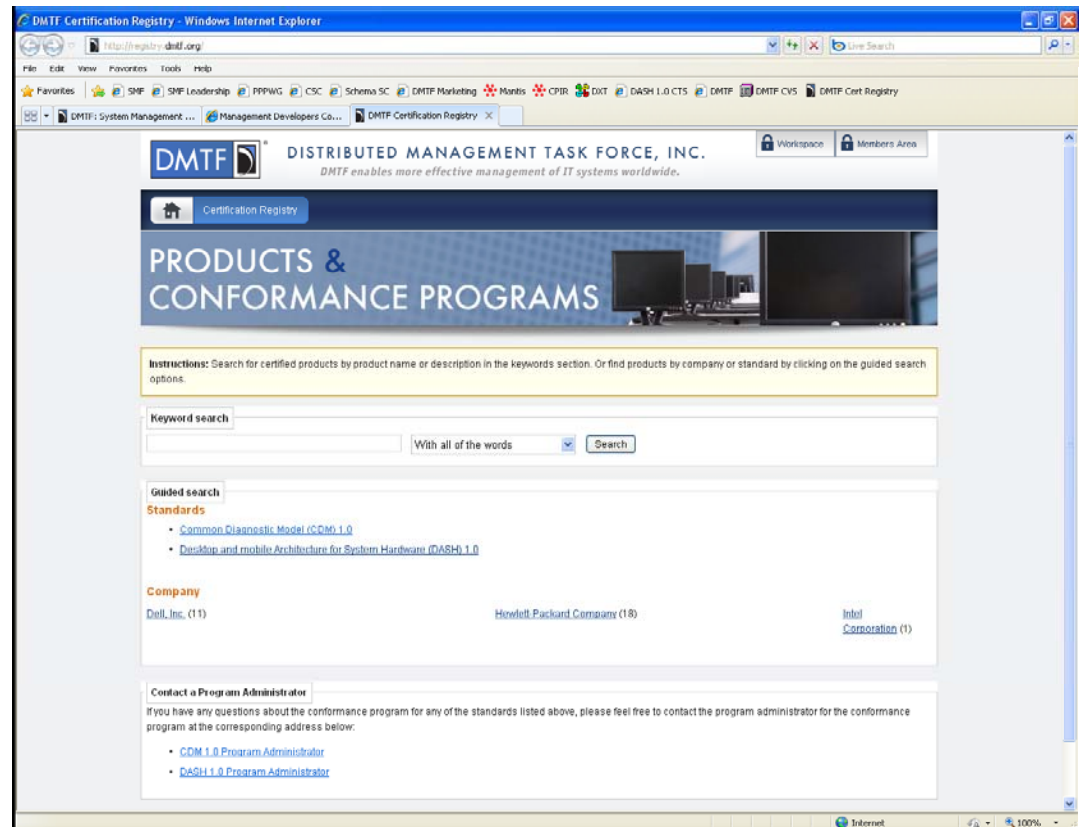 DMTF Certification Registry - Windows Internet Explorer
http://registry.dmtf.org/
Live Search
File Edit View Favorites Tools Help
Favorites SMF SMF Leadership PPPWG CSC Schema SC DMTF Marketing Mantis CPIR DXT DASH 1.0 CTS DMTF DMTF CVS DMTF Cert Registry
DMTF: System Management ... Management Developers Co... DMTF Certification Registry
Workspace Members Area
DMTF ® DISTRIBUTED MANAGEMENT TASK FORCE, INC.
DMTF enables more effective management of IT systems worldwide.
Certification Registry
PRODUCTS &
CONFORMANCE PROGRAMS
Instructions: Search for certified products by product name or description in the keywords section. Or find products by company or standard by clicking on the guided search
options.
Keyword search
With all of the words Search
Guided search
Standards
• Common Diagnostic Model (CDM) 1.0
• Desktop and mobile Architecture for System Hardware (DASH) 1.0
Company
Dell, Inc. (11) Hewlett-Packard Company (18) Intel
Corporation (1)
Contact a Program Administrator
If you have any questions about the conformance program for any of the standards listed above, please feel free to contact the program administrator for the conformance
program at the corresponding address below:
• CDM 1.0 Program Administrator
• DASH 1.0 Program Administrator
Internet 100%